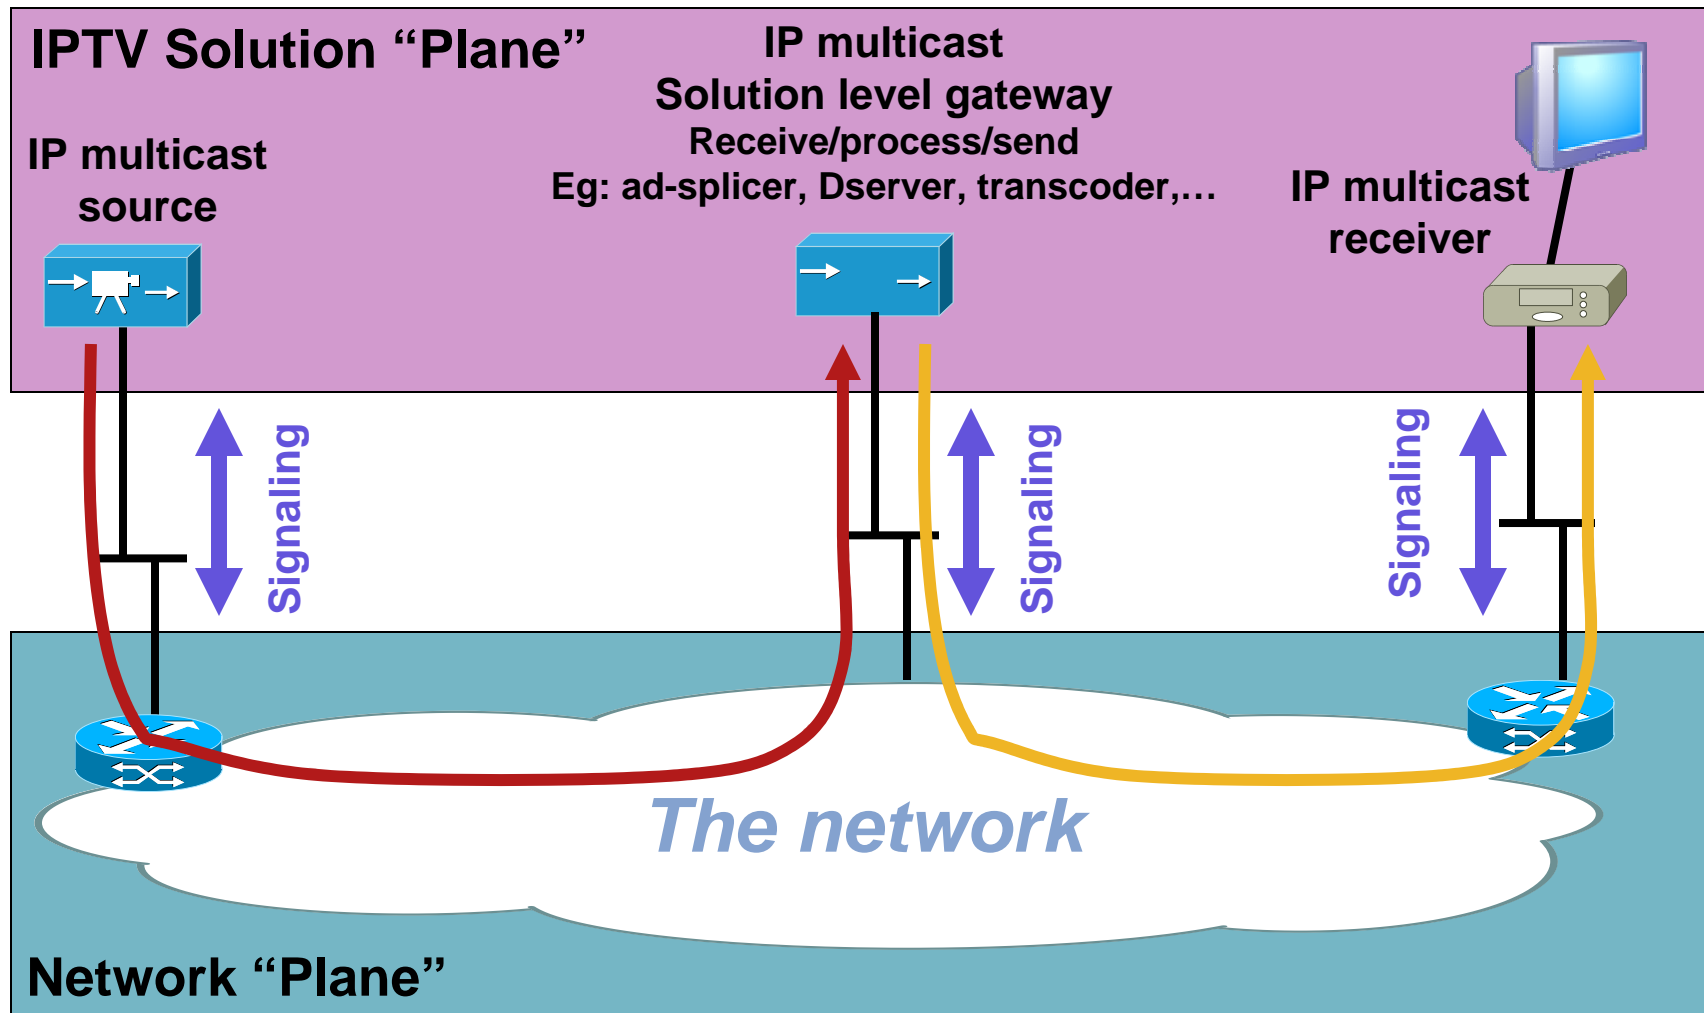 IPTV Solution “Plane”
IP multicast
Solution level gateway
Receive/process/send
Eg: ad-splicer, Dserver, transcoder,…
IP multicast
source
IP multicast
receiver
Signaling
Signaling
Signaling
The network
Network “Plane”